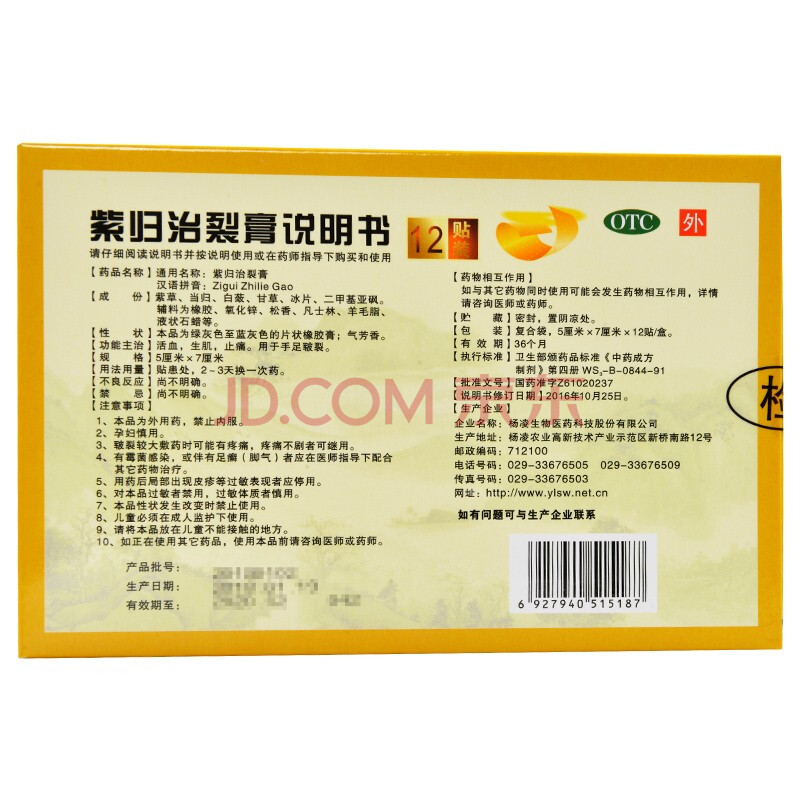 紫归治裂膏说明书
12贴装
OTC
外
请仔细阅读说明书并按说明使用或在药师指导下购买和使用
【药品名称】通用名称：紫归治裂膏
汉语拼音：Zigui Zhilie Gao
【成 份】紫草、当归、白蔹、甘草、冰片、二甲基亚砜。
辅料为橡胶、氧化锌、松香、凡士林、羊毛脂、
液状石蜡等。
【性 状】本品为绿灰色至蓝灰色的片状橡胶膏；气芳香。
【功能主治】活血，生肌，止痛。用于手足皲裂。
【规 格】5厘米×7厘米
【用法用量】贴患处，2～3天换一次药。
【不良反应】尚不明确。
【禁 忌】尚不明确。
【注意事项】
1、本品为外用药，禁止内服。
2、孕妇慎用。
3、皲裂较大敷药时可能有疼痛，疼痛不剧者可继用。
4、有霉菌感染，或伴有足癣（脚气）者应在医师指导下配合
其它药物治疗。
5、用药后局部出现皮疹等过敏表现者应停用。
6、对本品过敏者禁用，过敏体质者慎用。
7、本品性状发生改变时禁止使用。
8、儿童必须在成人监护下使用。
9、请将本品放在儿童不能接触的地方。
10、如正在使用其它药品，使用本品前请咨询医师或药师。
产品批号：
生产日期：
有效期至：
【药物相互作用】
如与其它药物同时使用可能会发生药物相互作用，详情
请咨询医师或药师。
【贮 藏】密封，置阴凉处。
【包 装】复合袋，5厘米×7厘米×12贴/盒。
【有 效 期】36个月
【执行标准】卫生部颁药品标准《中药成方
制剂》第四册 WS₃-B-0844-91
【批准文号】国药准字Z61020237
【说明书修订日期】2016年10月25日。
【生产企业】
企业名称：杨凌生物医药科技股份有限公司
生产地址：杨凌农业高新技术产业示范区新桥南路12号
邮政编码：712100
电话号码：029-33676505 029-33676509
传真号码：029-33676503
网址：http://www.ylsw.net.cn
如有问题可与生产企业联系
6 927940 515187
检
JD.COM 京东